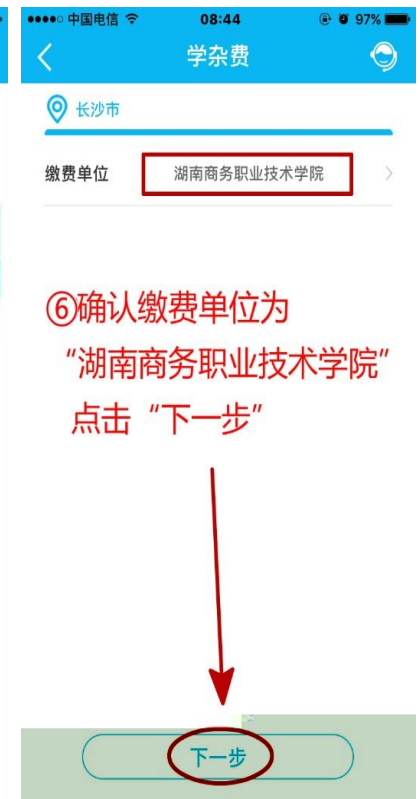 中国电信 08:44 97%
学杂费
长沙市
缴费单位 湖南商务职业技术学院
⑥确认缴费单位为
“湖南商务职业技术学院”
点击“下一步”
下一步